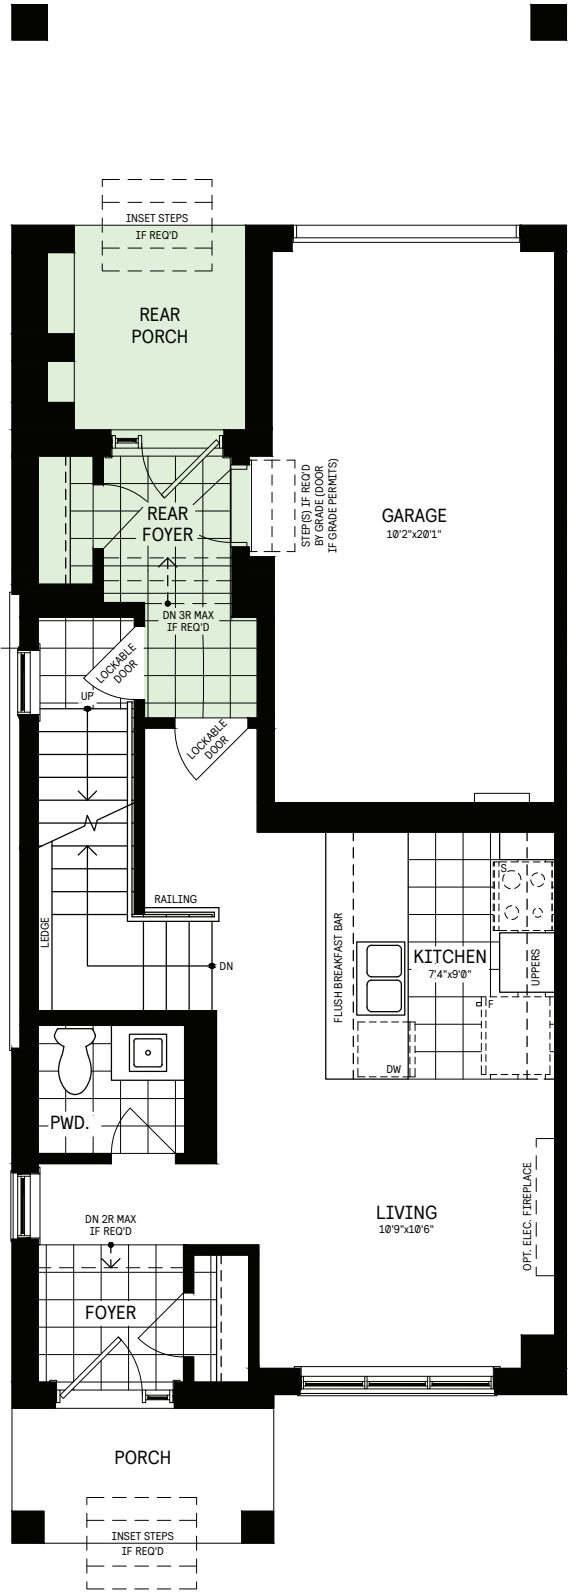 INSET STEPS
IF REQ'D
REAR
PORCH
REAR
FOYER
STEP(S) IF REQ'D
BY GRADE (DOOR
IF GRADE PERMITS)
GARAGE
10'2"x20'1"
DN 3R MAX
IF REQ'D
LOCKABLE
DOOR
UP
LOCKABLE
DOOR
RAILING
LEDGE
DN
FLUSH BREAKFAST BAR
S
KITCHEN
7'4"x9'0"
UPPERS
F
DW
PWD.
DN 2R MAX
IF REQ'D
LIVING
10'9"x10'6"
OPT. ELEC. FIREPLACE
FOYER
PORCH
INSET STEPS
IF REQ'D